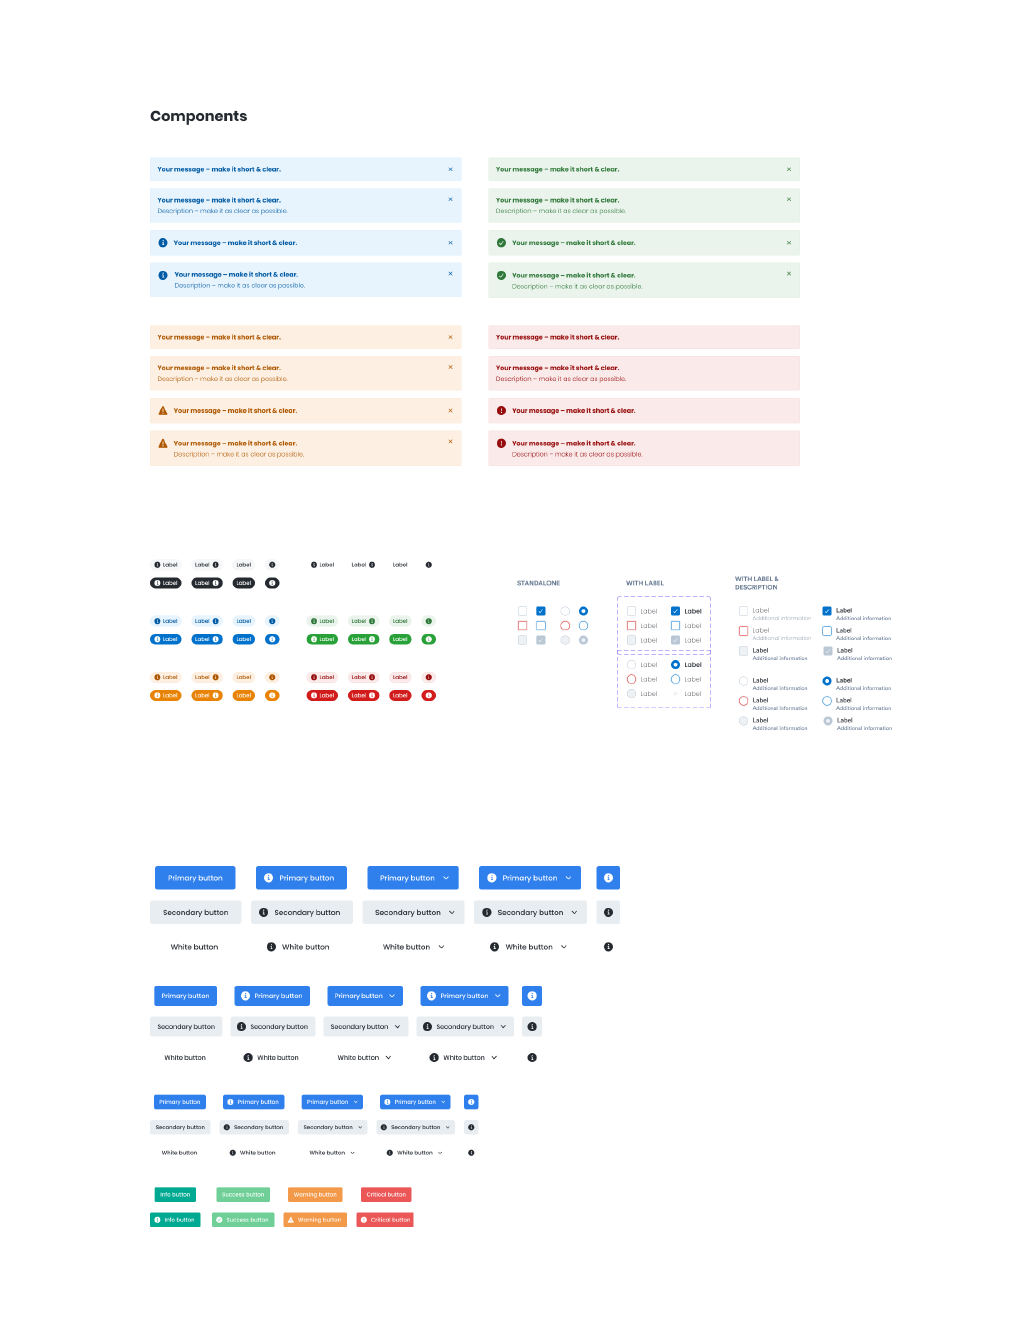 Components
Your message – make it short & clear.
Your message – make it short & clear.
Description – make it as clear as possible.
Your message – make it short & clear.
Your message – make it short & clear.
Description – make it as clear as possible.
Your message – make it short & clear.
Your message – make it short & clear.
Description – make it as clear as possible.
Your message – make it short & clear.
Your message – make it short & clear.
Description – make it as clear as possible.
Your message – make it short & clear.
Your message – make it short & clear.
Description – make it as clear as possible.
Your message – make it short & clear.
Your message – make it short & clear.
Description – make it as clear as possible.
Your message – make it short & clear.
Your message – make it short & clear.
Description – make it as clear as possible.
Your message – make it short & clear.
Your message – make it short & clear.
Description – make it as clear as possible.
Label Label Label Label Label Label
Label Label Label
Label Label Label Label Label Label
Label Label Label Label Label Label
Label Label Label Label Label Label
Label Label Label Label Label Label
STANDALONE
WITH LABEL
Label Label
Label Label
Label Label
Label Label
Label Label
Label Label
WITH LABEL &
DESCRIPTION
Label Label
Additional information Additional information
Label Label
Additional information Additional information
Label Label
Additional information Additional information
Label Label
Additional information Additional information
Label Label
Additional information Additional information
Label Label
Additional information Additional information
Primary button Primary button Primary button Primary button
Secondary button Secondary button Secondary button Secondary button
White button White button White button White button
Primary button Primary button Primary button Primary button
Secondary button Secondary button Secondary button Secondary button
White button White button White button White button
Primary button Primary button Primary button Primary button
Secondary button Secondary button Secondary button Secondary button
White button White button White button White button
Info button Success button Warning button Critical button
Info button Success button Warning button Critical button